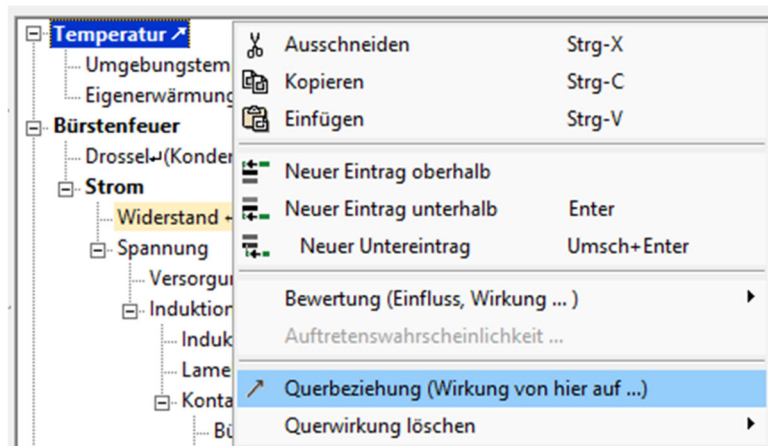 Temperatur ↗
Umgebungstem
Eigenerwärmung
Bürstenfeuer
Drossel↵(Konder
Strom
Widerstand
Spannung
Versorgu
Induktion
Induk
Lame
Konta
Bü
Ausschneiden Strg-X
Kopieren Strg-C
Einfügen Strg-V
Neuer Eintrag oberhalb
Neuer Eintrag unterhalb Enter
Neuer Untereintrag Umsch+Enter
Bewertung (Einfluss, Wirkung ... )
Auftretenswahrscheinlichkeit ...
Querbeziehung (Wirkung von hier auf ...)
Querwirkung löschen